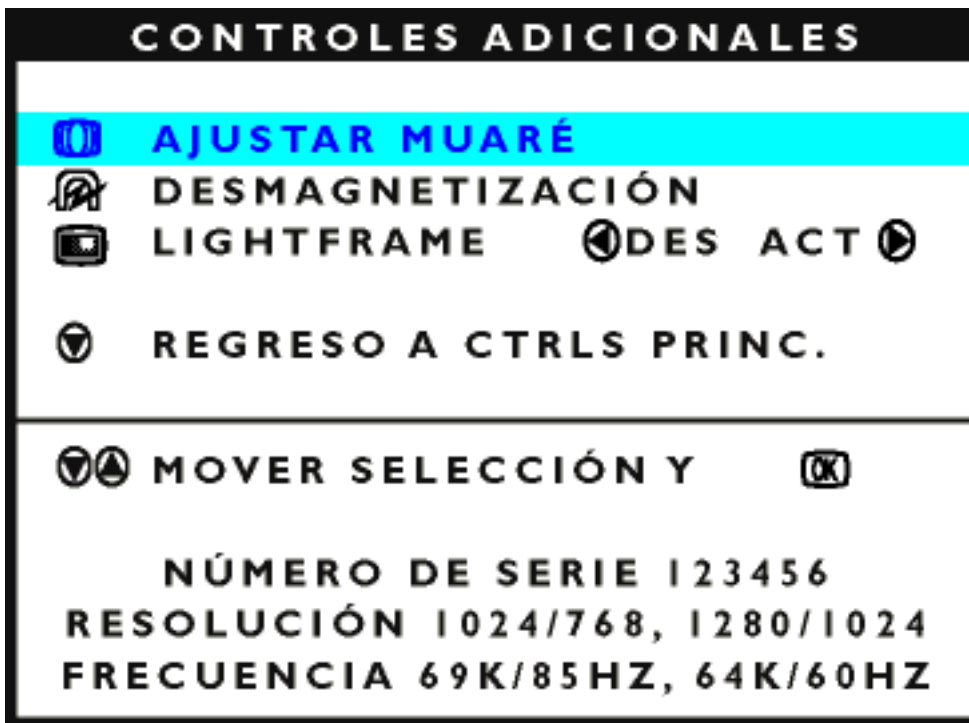 CONTROLES ADICIONALES
AJUSTAR MUARÉ
DESMAGNETIZACIÓN
LIGHTFRAME DES ACT
REGRESO A CTRLS PRINC.
MOVER SELECCIÓN Y OK
NÚMERO DE SERIE 123456
RESOLUCIÓN 1024/768, 1280/1024
FRECUENCIA 69K/85HZ, 64K/60HZ